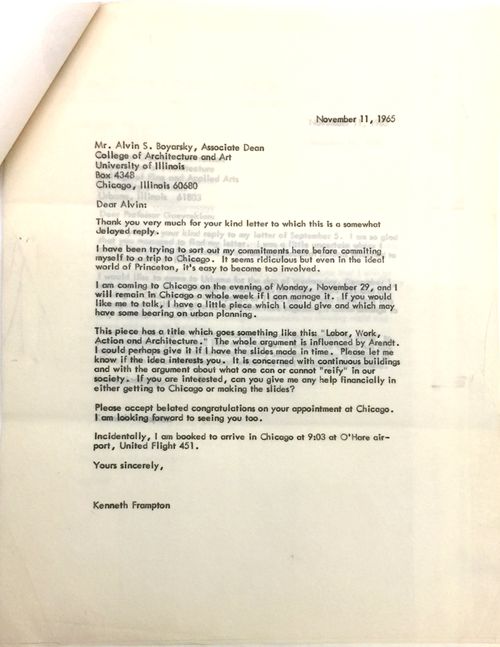 November 11, 1965
Mr. Alvin S. Boyarsky, Associate Dean
College of Architecture and Art
University of Illinois
Box 4348
Chicago, Illinois 60680
Dear Alvin:
Thank you very much for your kind letter to which this is a somewhat
delayed reply.
I have been trying to sort out my commitments here before commiting
myself to a trip to Chicago. It seems ridiculous but even in the ideal
world of Princeton, it's easy to become too involved.
I am coming to Chicago on the evening of Monday, November 29, and I
will remain in Chicago a whole week if I can manage it. If you would
like me to talk, I have a little piece which I could give and which may
have some bearing on urban planning.
This piece has a title which goes something like this: "Labor, Work,
Action and Architecture." The whole argument is influenced by Arendt.
I could perhaps give it if I have the slides made in time. Please let me
know if the idea interests you. It is concerned with continuous buildings
and with the argument about what one can or cannot "reify" in our
society. If you are interested, can you give me any help financially in
either getting to Chicago or making the slides?
Please accept belated congratulations on your appointment at Chicago.
I am looking forward to seeing you too.
Incidentally, I am booked to arrive in Chicago at 9:03 at O'Hare air-
port, United Flight 451.
Yours sincerely,
Kenneth Frampton